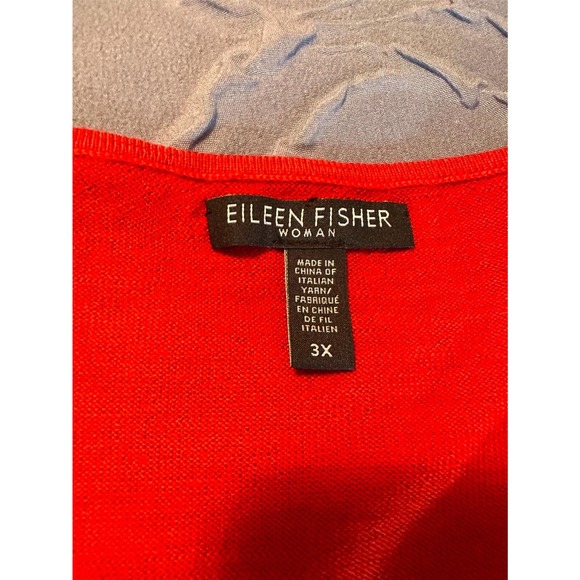 EILEEN FISHER
WOMAN
MADE IN
CHINA OF
ITALIAN
YARN/
FABRIQUÉ
EN CHINE
DE FIL
ITALIEN
3X